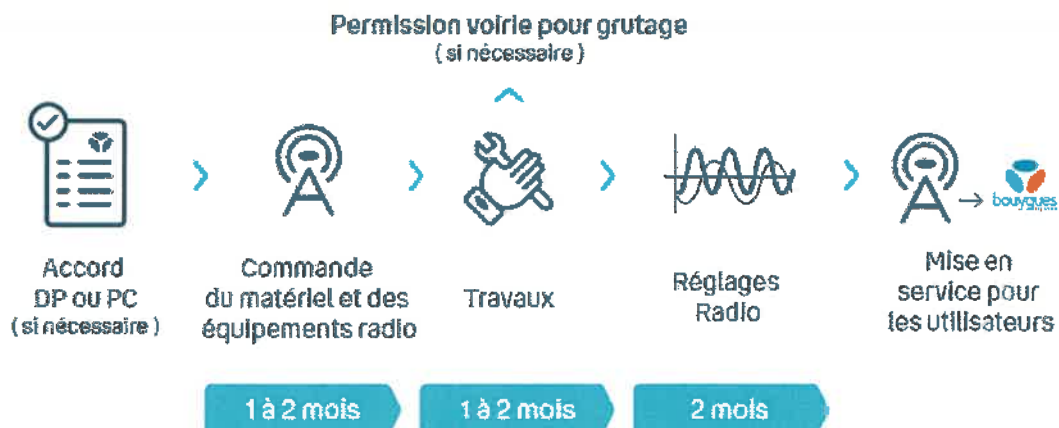 Permission voirie pour grutage
( si nécessaire )
Accord
DP ou PC
( si nécessaire )
Commande
du matériel et des
équipements radio
Travaux
Réglages
Radio
bouygues
Mise en
service pour
les utilisateurs
1 à 2 mois
1 à 2 mois
2 mois